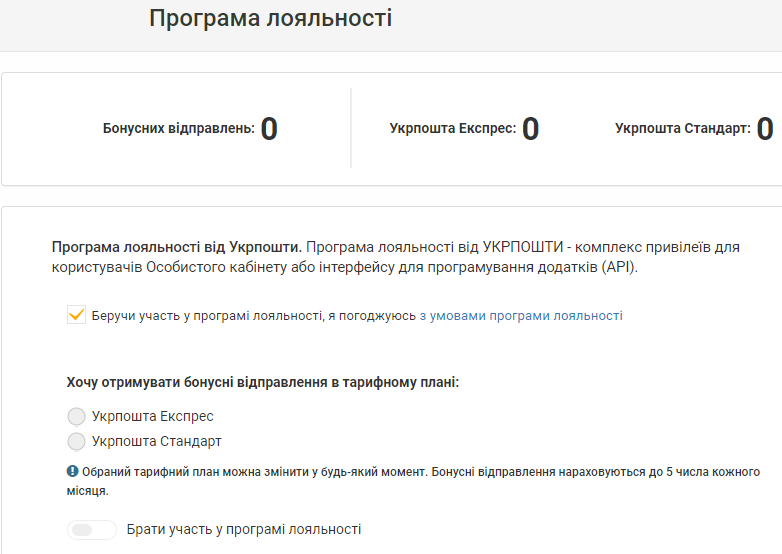 Програма лояльності
Бонусних відправлень: 0
Укрпошта Експрес: 0
Укрпошта Стандарт: 0
Програма лояльності від Укрпошти. Програма лояльності від УКРПОШТИ - комплекс привілеїв для
користувачів Особистого кабінету або інтерфейсу для програмування додатків (API).
Беручи участь у програмі лояльності, я погоджуюсь з умовами програми лояльності
Хочу отримувати бонусні відправлення в тарифному плані:
Укрпошта Експрес
Укрпошта Стандарт
Обраний тарифний план можна змінити у будь-який момент. Бонусні відправлення нараховуються до 5 числа кожного
місяця.
Брати участь у програмі лояльності